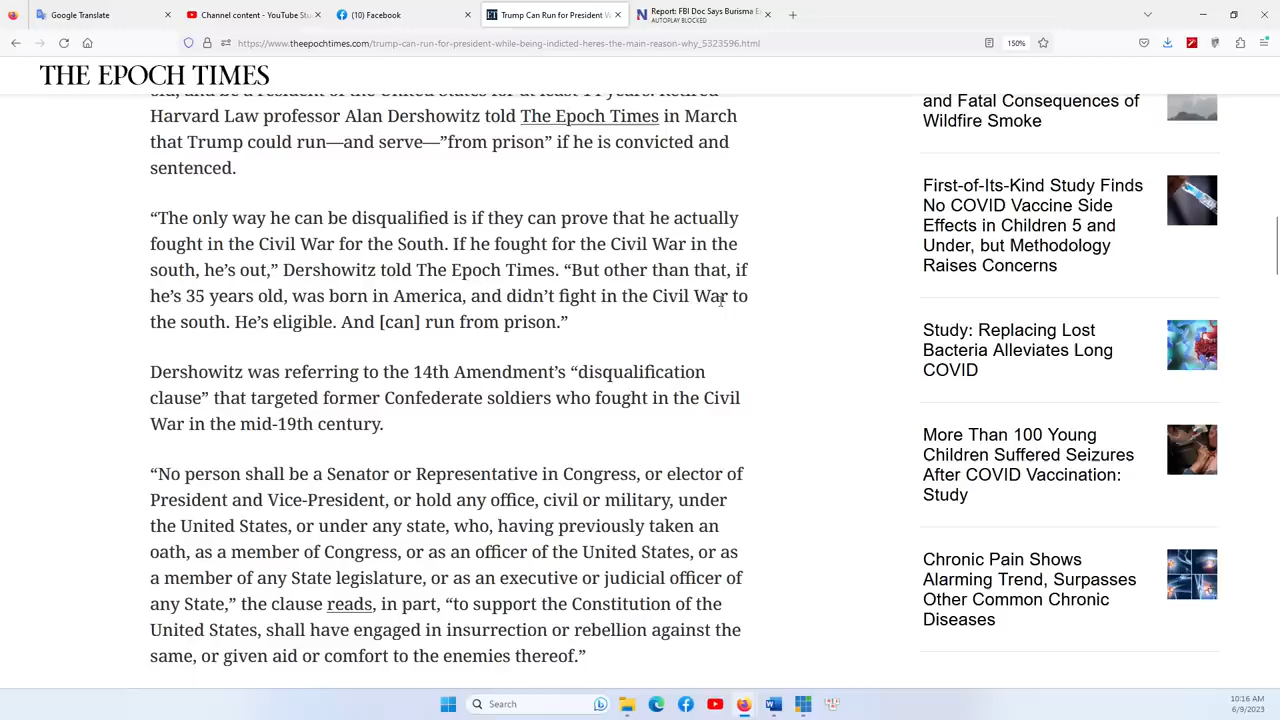 Google Translate
Channel content - YouTube Stu
(10) Facebook
Trump Can Run for President W
Report: FBI Doc Says Burisma Ex
AUTOPLAY BLOCKED
https://www.theepochtimes.com/trump-can-run-for-president-while-being-indicted-heres-the-main-reason-why_5323596.html
150%
THE EPOCH TIMES
old, and be a resident of the United States for at least 14 years. Retired
Harvard Law professor Alan Dershowitz told The Epoch Times in March
that Trump could run—and serve—”from prison” if he is convicted and
sentenced.
“The only way he can be disqualified is if they can prove that he actually
fought in the Civil War for the South. If he fought for the Civil War in the
south, he’s out,” Dershowitz told The Epoch Times. “But other than that, if
he’s 35 years old, was born in America, and didn’t fight in the Civil War to
the south. He’s eligible. And [can] run from prison.”
Dershowitz was referring to the 14th Amendment’s “disqualification
clause” that targeted former Confederate soldiers who fought in the Civil
War in the mid-19th century.
“No person shall be a Senator or Representative in Congress, or elector of
President and Vice-President, or hold any office, civil or military, under
the United States, or under any state, who, having previously taken an
oath, as a member of Congress, or as an officer of the United States, or as
a member of any State legislature, or as an executive or judicial officer of
any State,” the clause reads, in part, “to support the Constitution of the
United States, shall have engaged in insurrection or rebellion against the
same, or given aid or comfort to the enemies thereof.”
and Fatal Consequences of
Wildfire Smoke
First-of-Its-Kind Study Finds
No COVID Vaccine Side
Effects in Children 5 and
Under, but Methodology
Raises Concerns
Study: Replacing Lost
Bacteria Alleviates Long
COVID
More Than 100 Young
Children Suffered Seizures
After COVID Vaccination:
Study
Chronic Pain Shows
Alarming Trend, Surpasses
Other Common Chronic
Diseases
Search
10:16 AM
6/9/2023